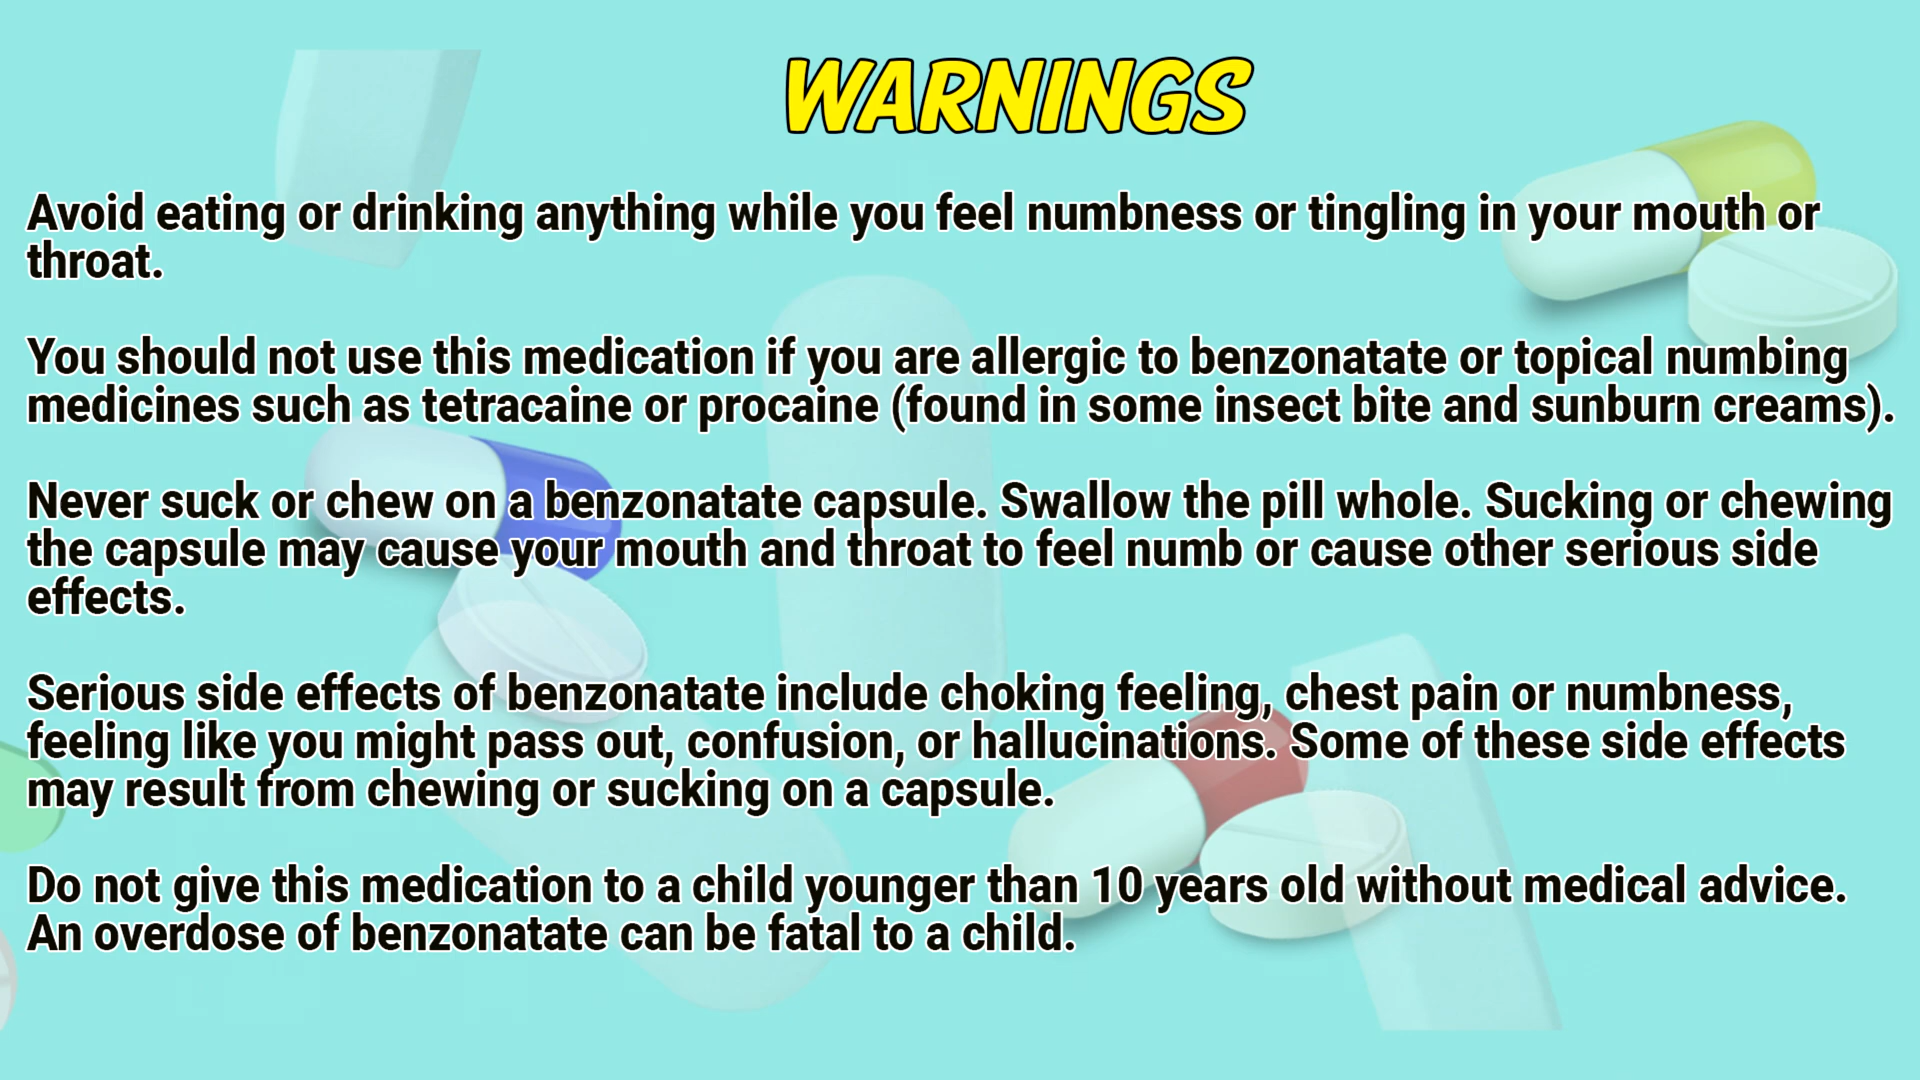 WARNINGS
Avoid eating or drinking anything while you feel numbness or tingling in your mouth or
throat.
You should not use this medication if you are allergic to benzonatate or topical numbing
medicines such as tetracaine or procaine (found in some insect bite and sunburn creams).
Never suck or chew on a benzonatate capsule. Swallow the pill whole. Sucking or chewing
the capsule may cause your mouth and throat to feel numb or cause other serious side
effects.
Serious side effects of benzonatate include choking feeling, chest pain or numbness,
feeling like you might pass out, confusion, or hallucinations. Some of these side effects
may result from chewing or sucking on a capsule.
Do not give this medication to a child younger than 10 years old without medical advice.
An overdose of benzonatate can be fatal to a child.